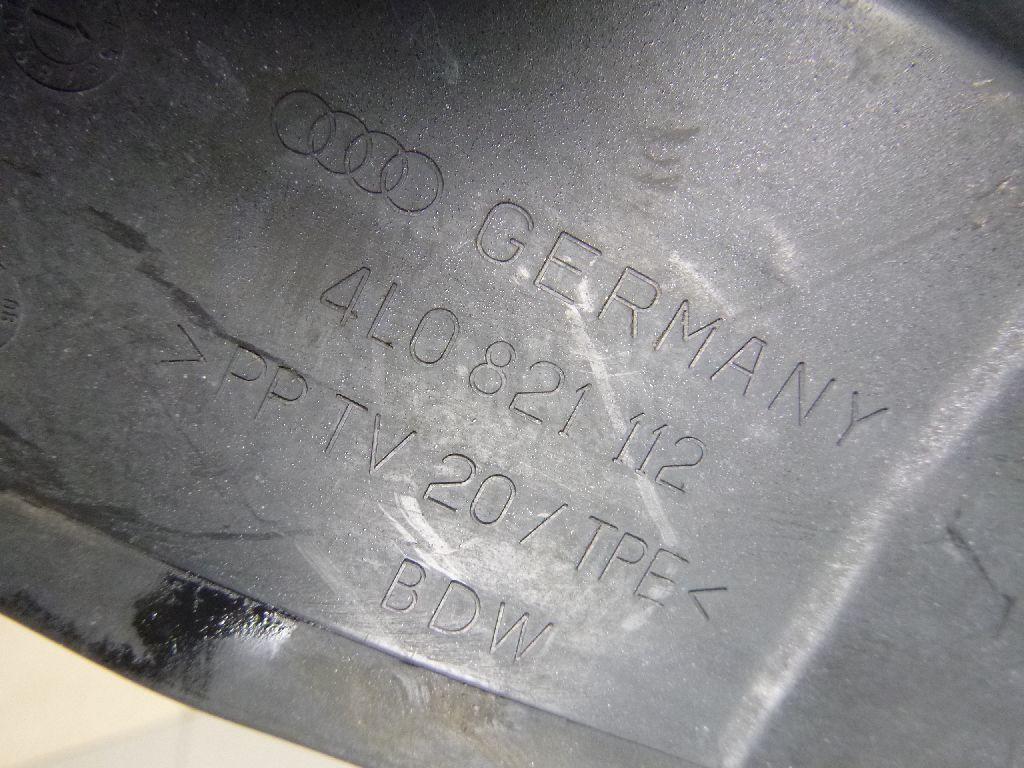 GERMANY
4L0 821 112
>PP TV 20/TPE<
BDW